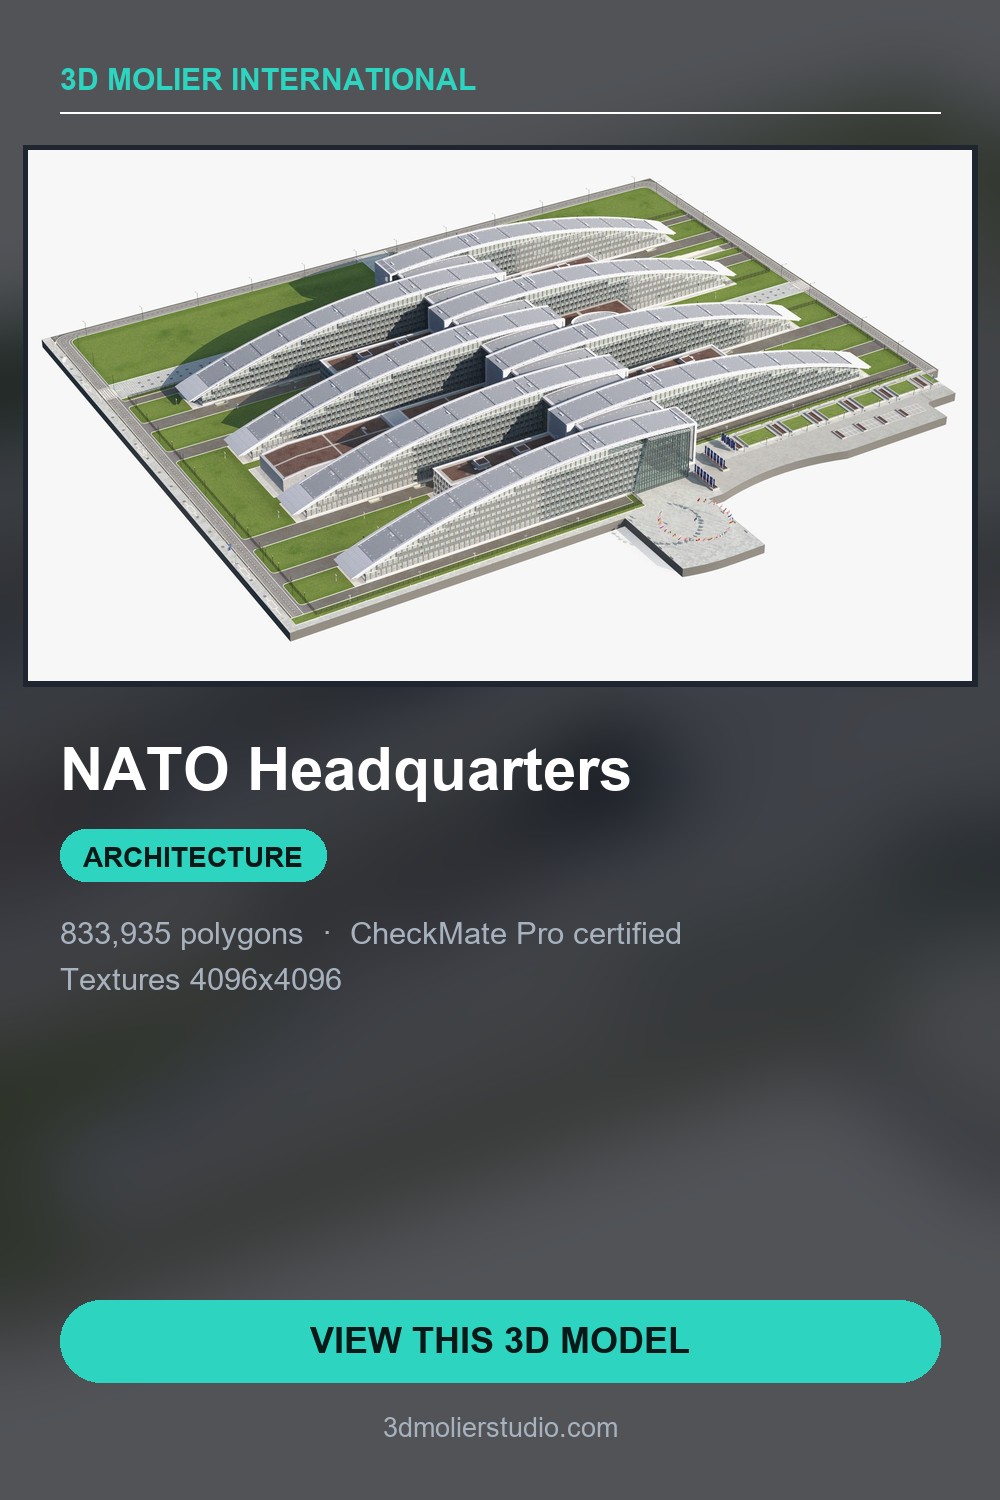 3D MOLIER INTERNATIONAL
NATO Headquarters
ARCHITECTURE
833,935 polygons · CheckMate Pro certified
Textures 4096x4096
VIEW THIS 3D MODEL
3dmolierstudio.com